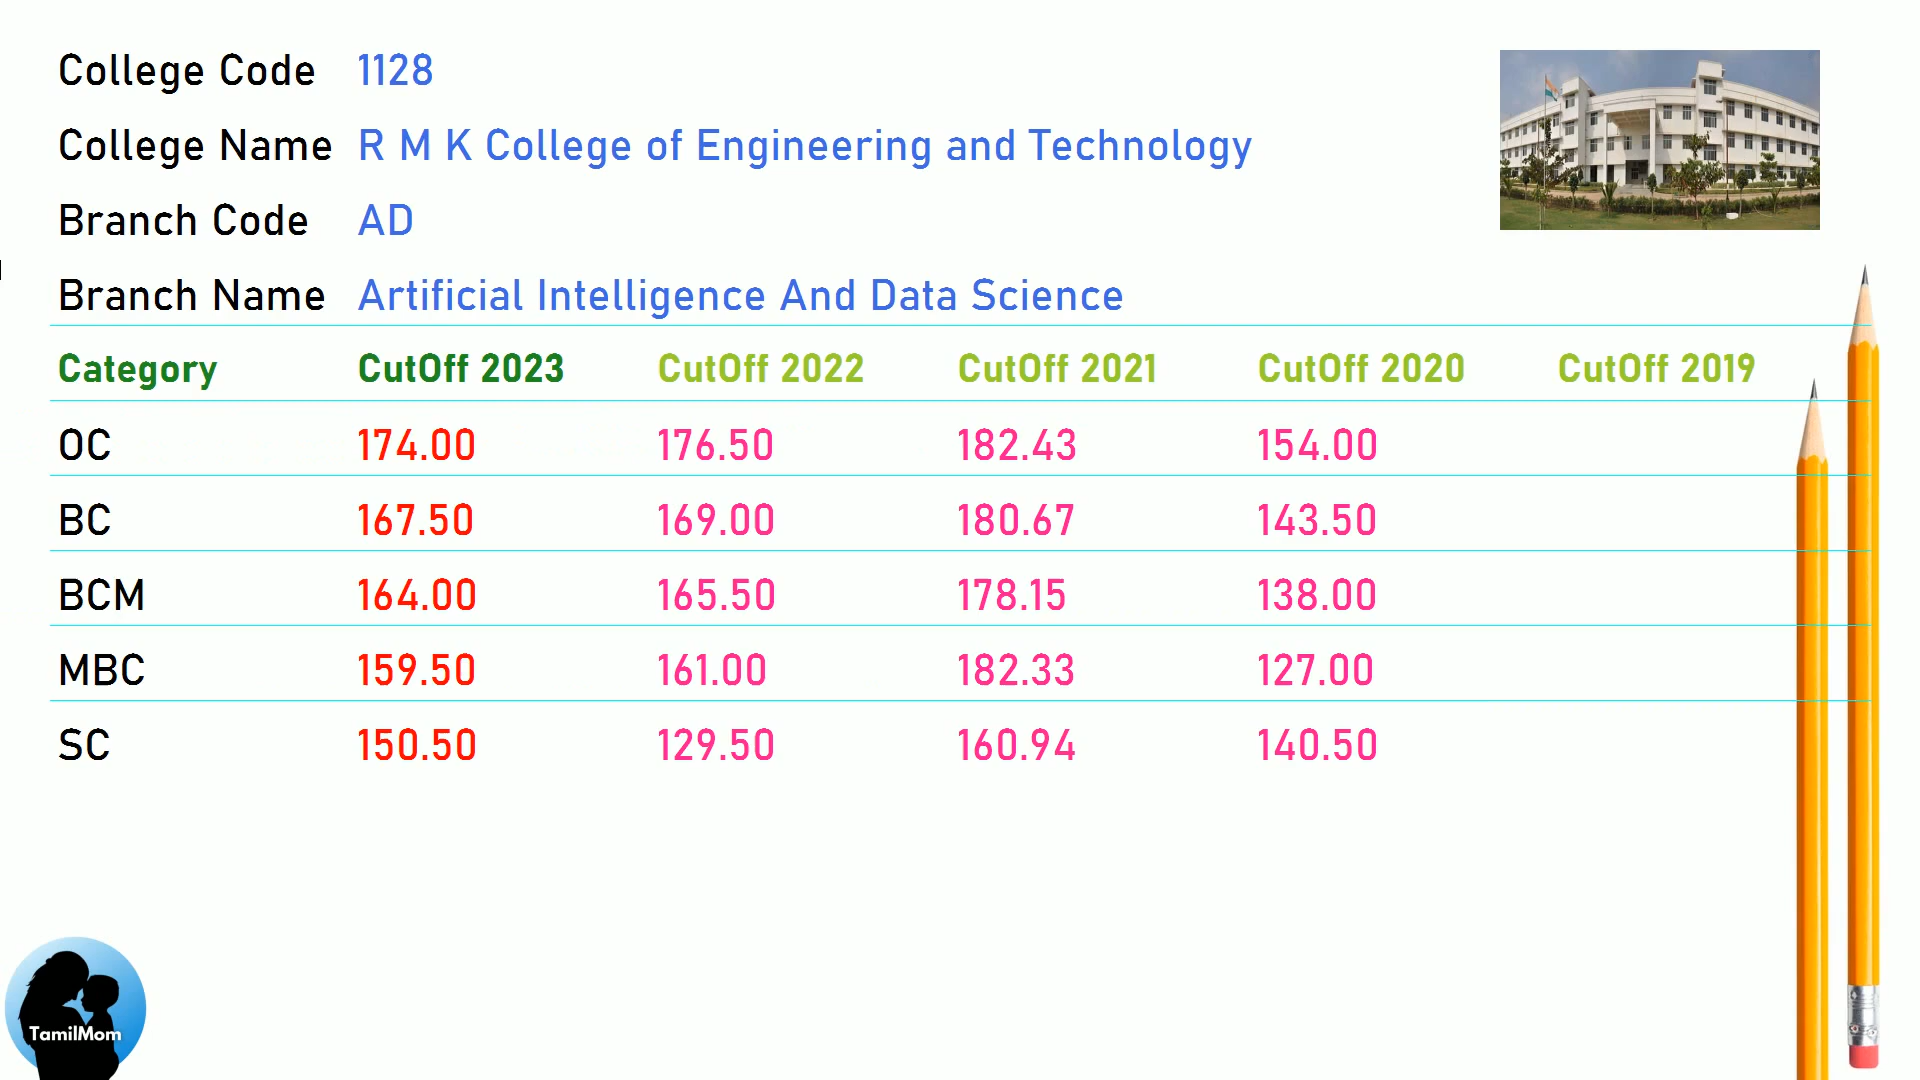 College Code 1128
College Name R M K College of Engineering and Technology
Branch Code AD
Branch Name Artificial Intelligence And Data Science
Category CutOff 2023 CutOff 2022 CutOff 2021 CutOff 2020 CutOff 2019
OC 174.00 176.50 182.43 154.00
BC 167.50 169.00 180.67 143.50
BCM 164.00 165.50 178.15 138.00
MBC 159.50 161.00 182.33 127.00
SC 150.50 129.50 160.94 140.50
TamilMom